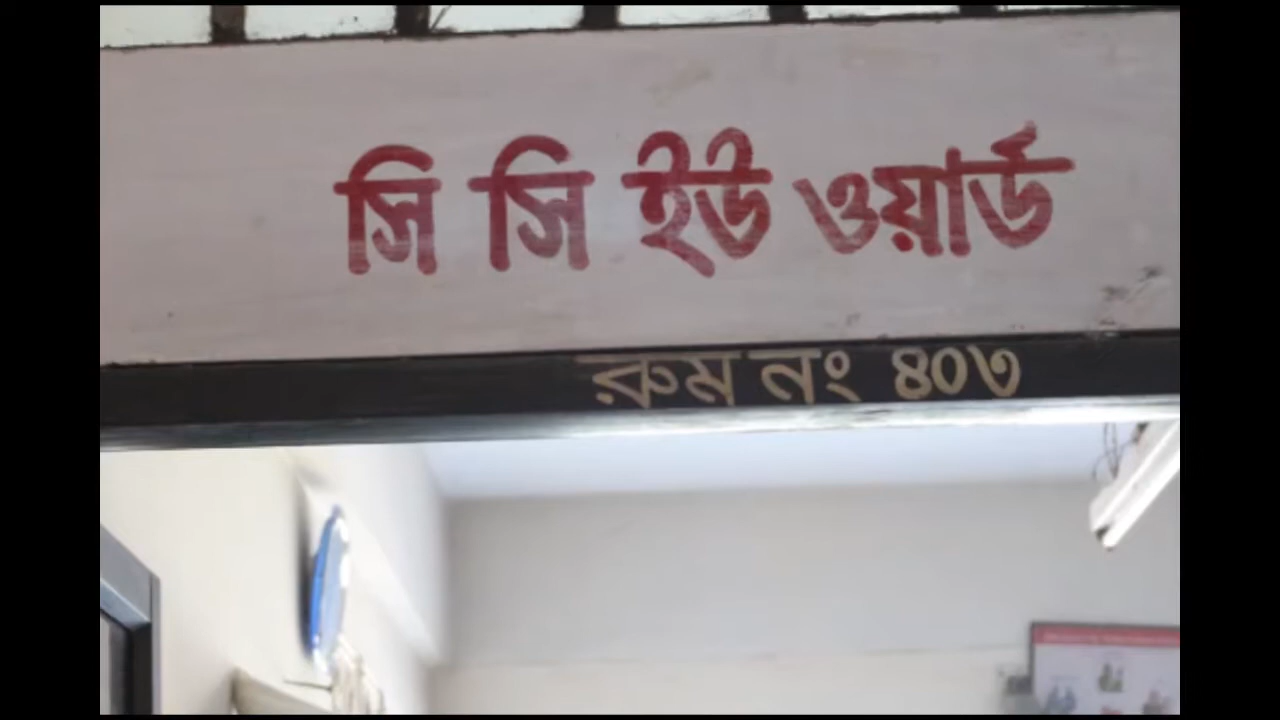 সি সি ইউ ওয়ার্ড
রুম নং ৪০৩